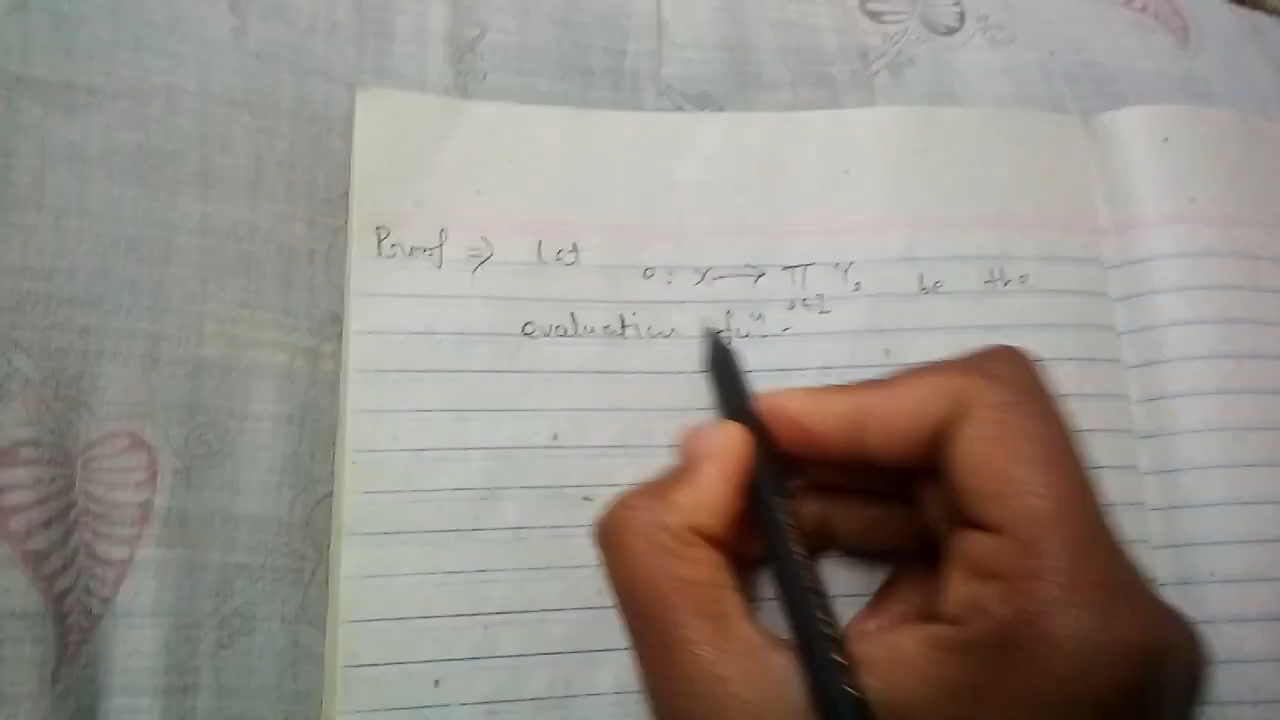 Proof ⇒ Let
e : X → ∏ Yᵢ be the
i∈I
evaluation fuⁿ.